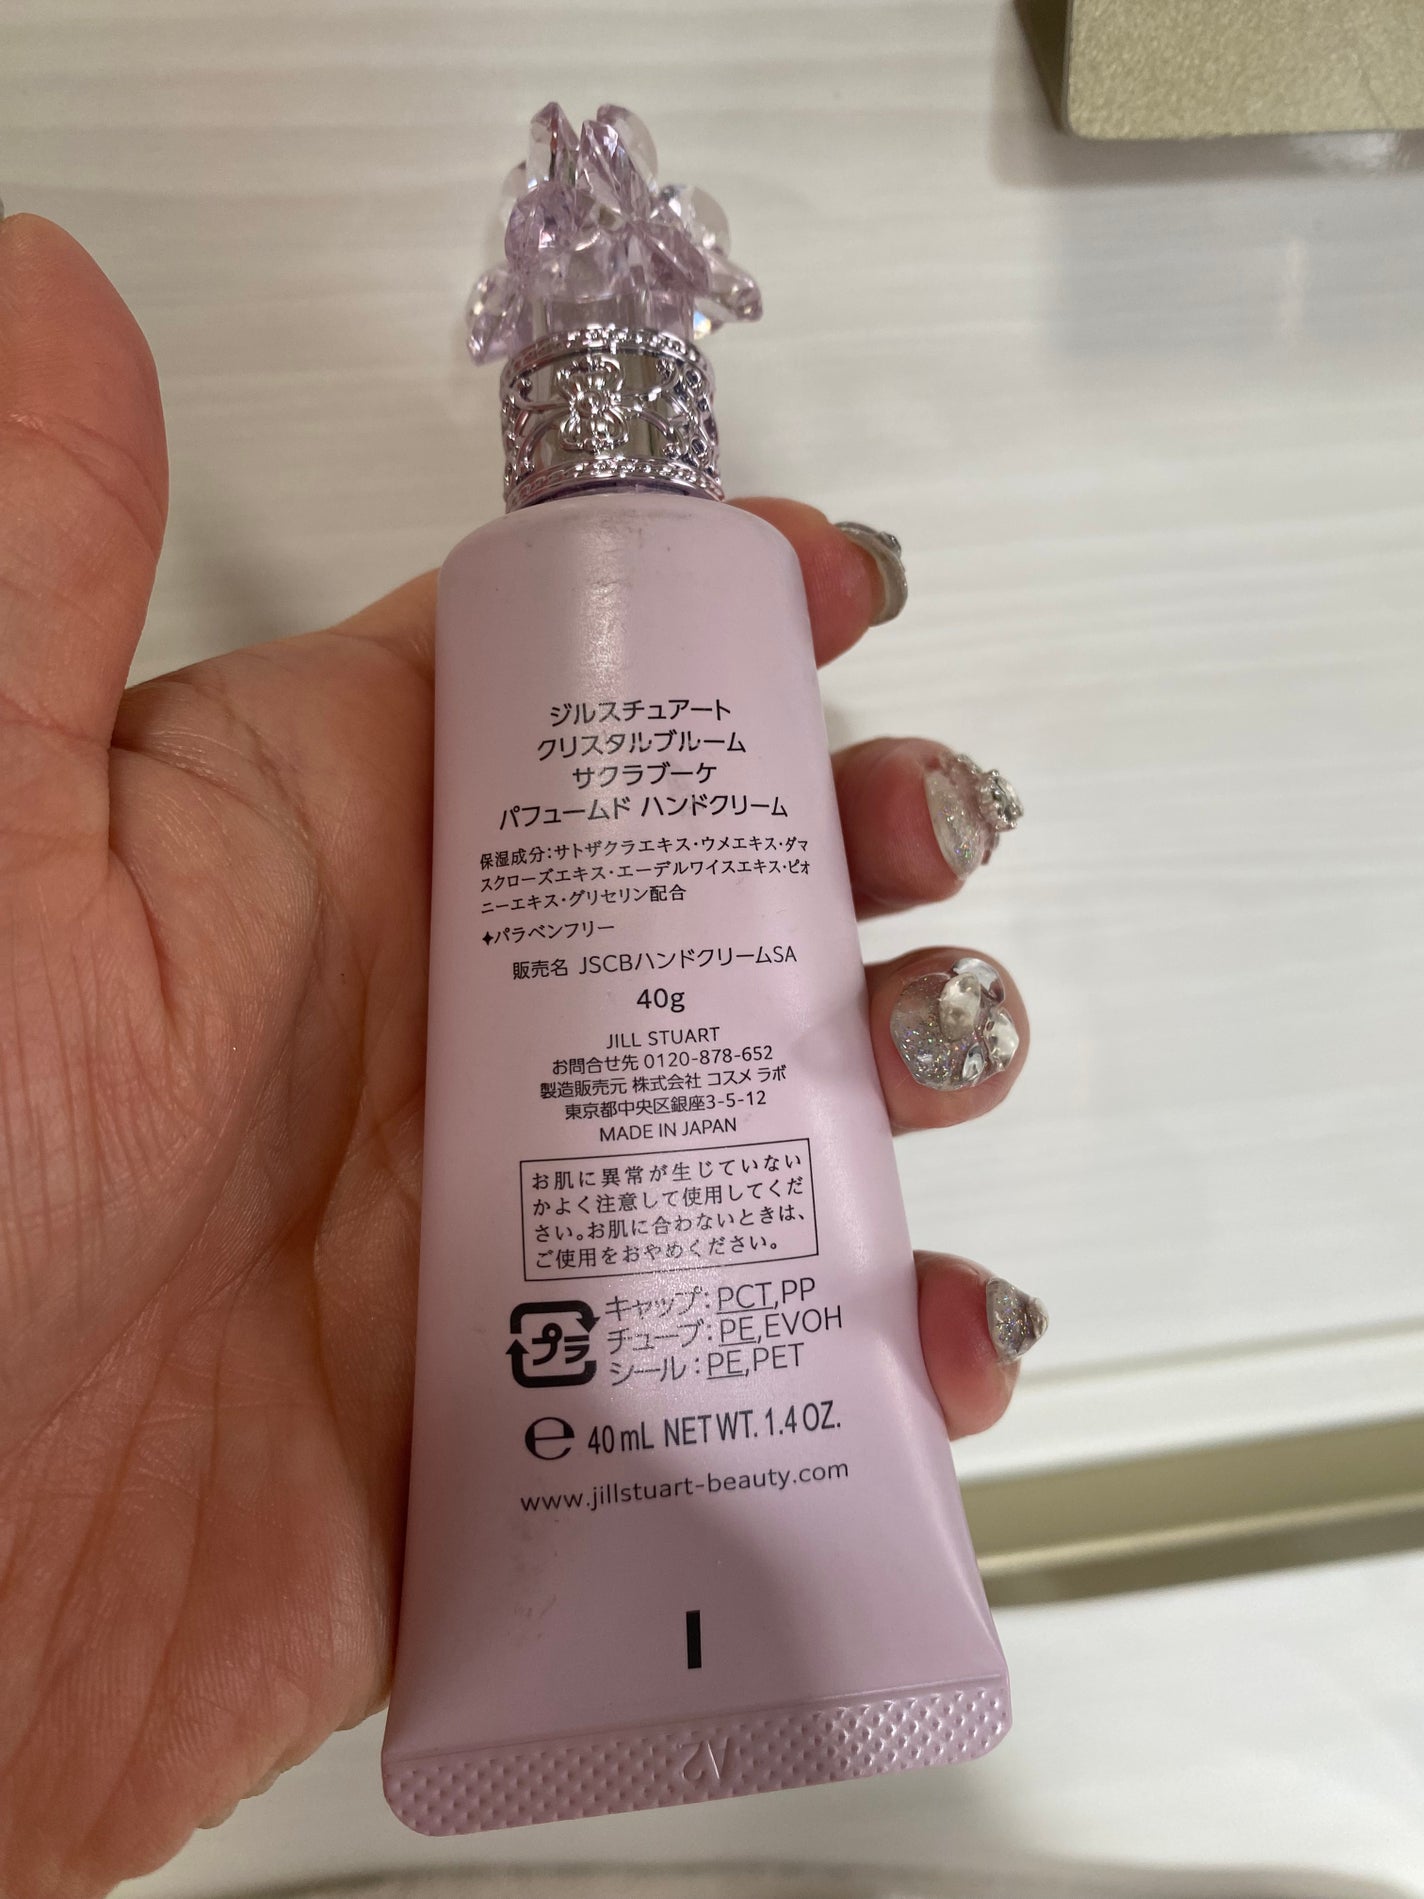 ジルスチュアート
クリスタルブルーム
サクラブーケ
パフュームド ハンドクリーム
保湿成分:サトザクラエキス・ウメエキス・ダマ
スクローズエキス・エーデルワイスエキス・ピオ
ニーエキス・グリセリン配合
✦パラベンフリー
販売名 JSCBハンドクリームSA
40g
JILL STUART
お問合せ先 0120-878-652
製造販売元 株式会社 コスメ ラボ
東京都中央区銀座3-5-12
MADE IN JAPAN
お肌に異常が生じていない
かよく注意して使用してくだ
さい。お肌に合わないときは、
ご使用をおやめください。
プラ
キャップ:PCT,PP
チューブ:PE,EVOH
シール:PE,PET
℮ 40 mL NET WT. 1.4 OZ.
www.jillstuart-beauty.com